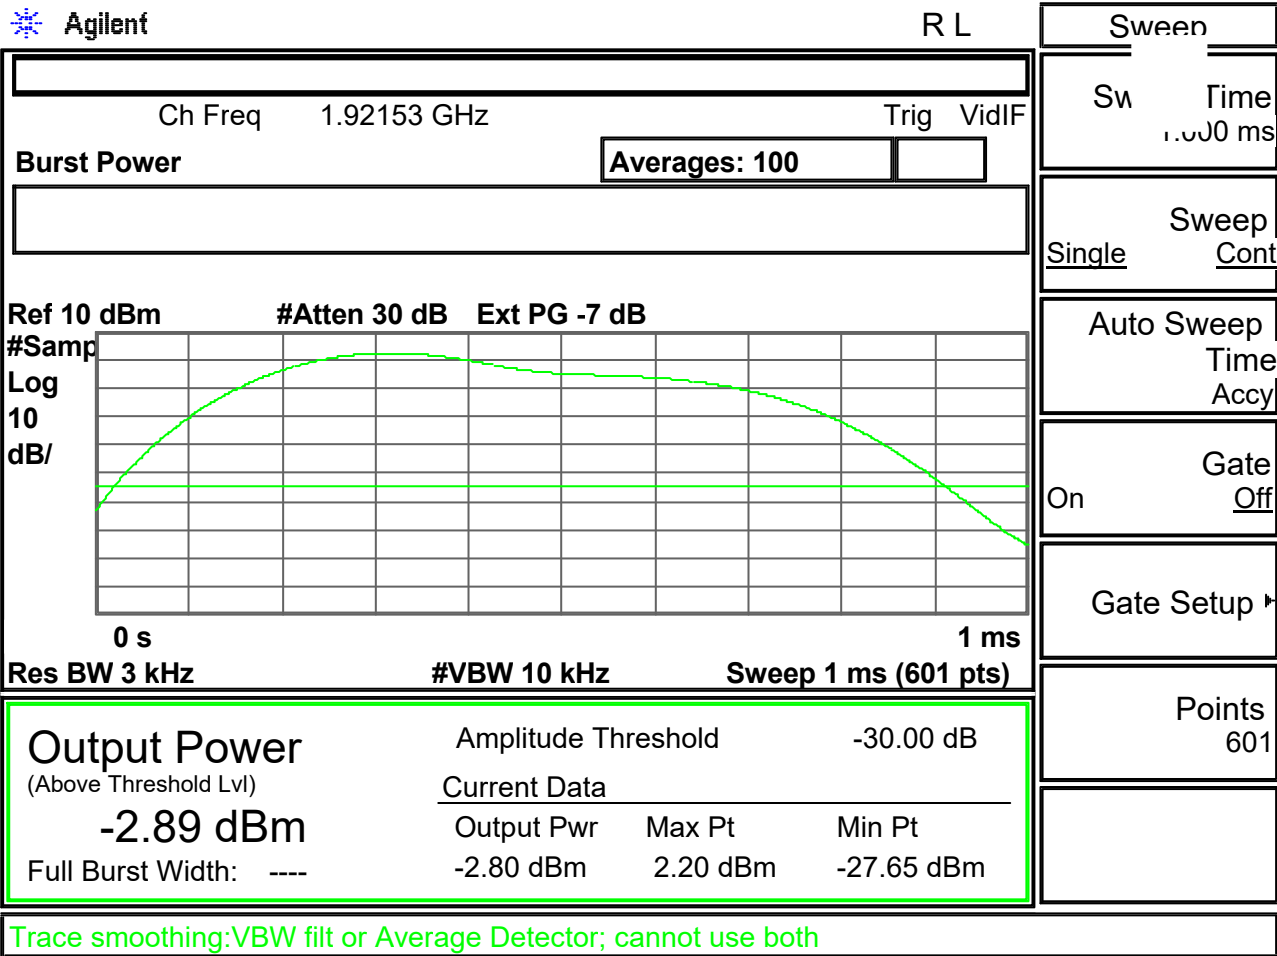 Agilent R L Sweep
Ch Freq 1.92153 GHz Trig VidIF
Burst Power Averages: 100
Ref 10 dBm #Atten 30 dB Ext PG -7 dB
#Samp
Log
10
dB/
0 s 1 ms
Res BW 3 kHz #VBW 10 kHz Sweep 1 ms (601 pts)
Output Power
(Above Threshold Lvl)
-2.89 dBm
Full Burst Width: ----
Amplitude Threshold -30.00 dB
Current Data
Output Pwr Max Pt Min Pt
-2.80 dBm 2.20 dBm -27.65 dBm
Time
ms
Sweep
Single Cont
Auto Sweep
Time
Accy
Gate
On Off
Gate Setup
Points
601
Trace smoothing:VBW filt or Average Detector; cannot use both